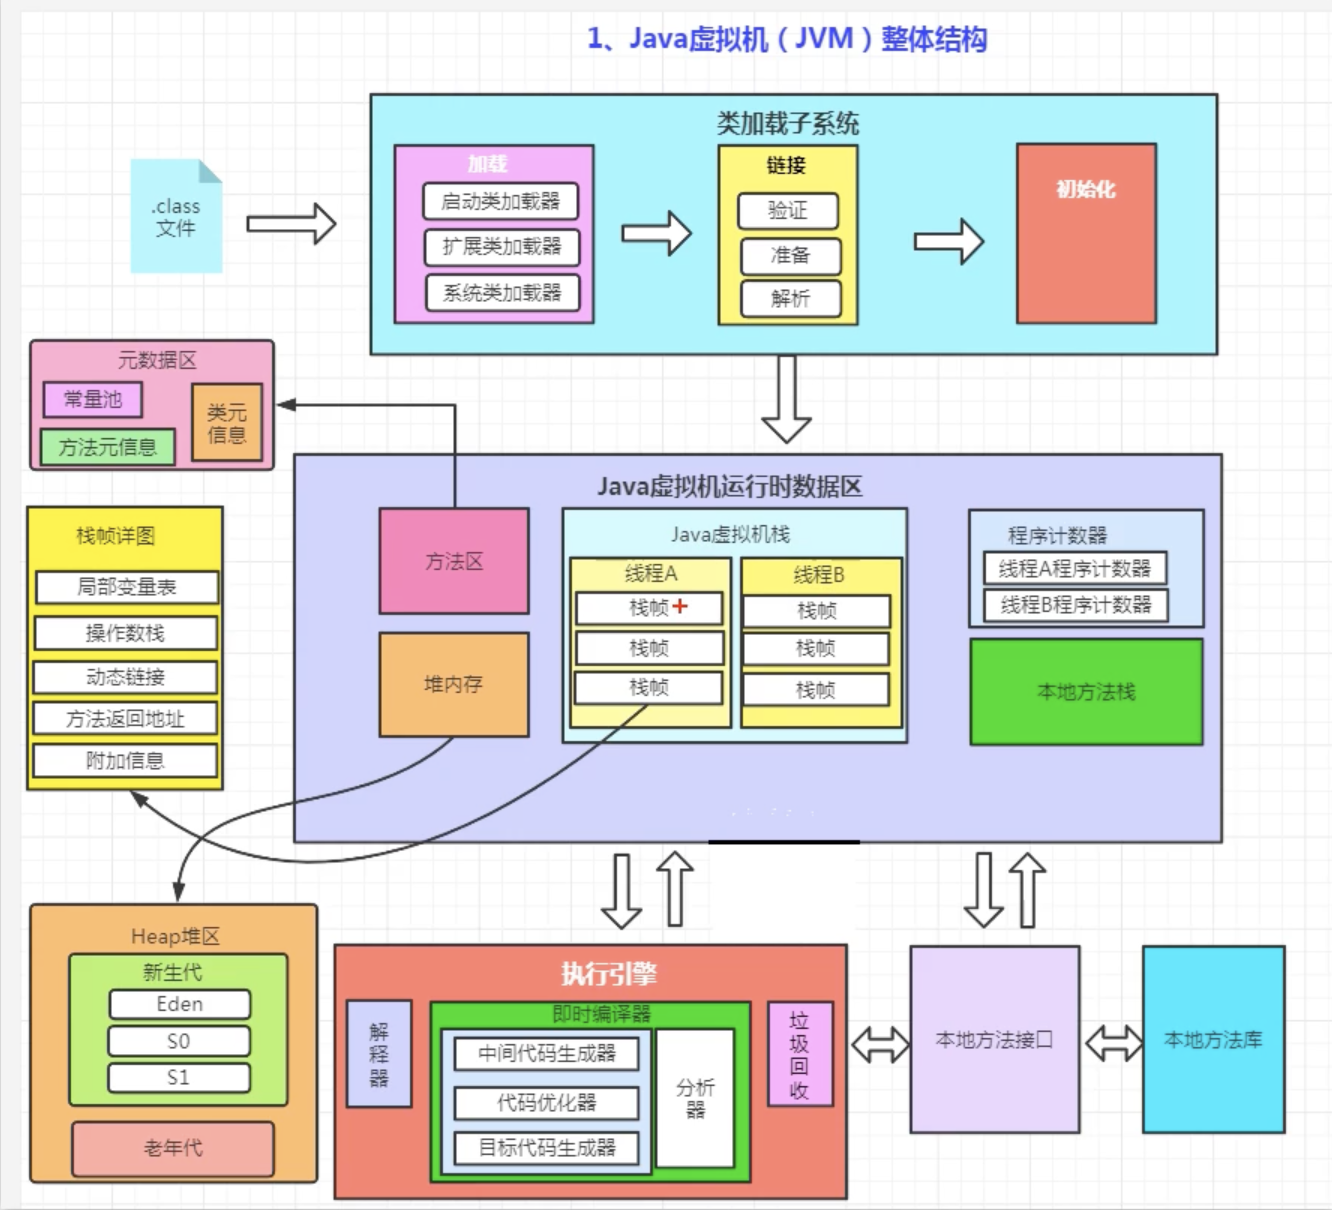 1、Java虚拟机（JVM）整体结构
类加载子系统
加载
启动类加载器
扩展类加载器
系统类加载器
链接
验证
准备
解析
初始化
.class
文件
元数据区
常量池
方法元信息
类元
信息
Java虚拟机运行时数据区
方法区
堆内存
Java虚拟机栈
线程A
栈帧
栈帧
栈帧
线程B
栈帧
栈帧
栈帧
程序计数器
线程A程序计数器
线程B程序计数器
本地方法栈
栈帧详图
局部变量表
操作数栈
动态链接
方法返回地址
附加信息
Heap堆区
新生代
Eden
S0
S1
老年代
执行引擎
解
释
器
即时编译器
中间代码生成器
代码优化器
目标代码生成器
分析
器
垃
圾
回
收
本地方法接口
本地方法库